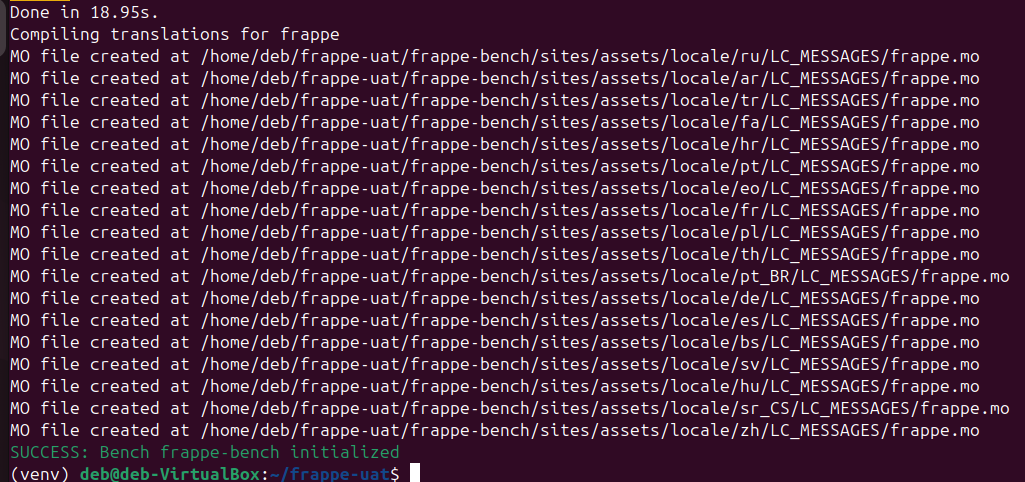 Done in 18.95s.
Compiling translations for frappe
MO file created at /home/deb/frappe-uat/frappe-bench/sites/assets/locale/ru/LC_MESSAGES/frappe.mo
MO file created at /home/deb/frappe-uat/frappe-bench/sites/assets/locale/ar/LC_MESSAGES/frappe.mo
MO file created at /home/deb/frappe-uat/frappe-bench/sites/assets/locale/tr/LC_MESSAGES/frappe.mo
MO file created at /home/deb/frappe-uat/frappe-bench/sites/assets/locale/fa/LC_MESSAGES/frappe.mo
MO file created at /home/deb/frappe-uat/frappe-bench/sites/assets/locale/hr/LC_MESSAGES/frappe.mo
MO file created at /home/deb/frappe-uat/frappe-bench/sites/assets/locale/pt/LC_MESSAGES/frappe.mo
MO file created at /home/deb/frappe-uat/frappe-bench/sites/assets/locale/eo/LC_MESSAGES/frappe.mo
MO file created at /home/deb/frappe-uat/frappe-bench/sites/assets/locale/fr/LC_MESSAGES/frappe.mo
MO file created at /home/deb/frappe-uat/frappe-bench/sites/assets/locale/pl/LC_MESSAGES/frappe.mo
MO file created at /home/deb/frappe-uat/frappe-bench/sites/assets/locale/th/LC_MESSAGES/frappe.mo
MO file created at /home/deb/frappe-uat/frappe-bench/sites/assets/locale/pt_BR/LC_MESSAGES/frappe.mo
MO file created at /home/deb/frappe-uat/frappe-bench/sites/assets/locale/de/LC_MESSAGES/frappe.mo
MO file created at /home/deb/frappe-uat/frappe-bench/sites/assets/locale/es/LC_MESSAGES/frappe.mo
MO file created at /home/deb/frappe-uat/frappe-bench/sites/assets/locale/bs/LC_MESSAGES/frappe.mo
MO file created at /home/deb/frappe-uat/frappe-bench/sites/assets/locale/sv/LC_MESSAGES/frappe.mo
MO file created at /home/deb/frappe-uat/frappe-bench/sites/assets/locale/hu/LC_MESSAGES/frappe.mo
MO file created at /home/deb/frappe-uat/frappe-bench/sites/assets/locale/sr_CS/LC_MESSAGES/frappe.mo
MO file created at /home/deb/frappe-uat/frappe-bench/sites/assets/locale/zh/LC_MESSAGES/frappe.mo
SUCCESS: Bench frappe-bench initialized
(venv) deb@deb-VirtualBox:~/frappe-uat$